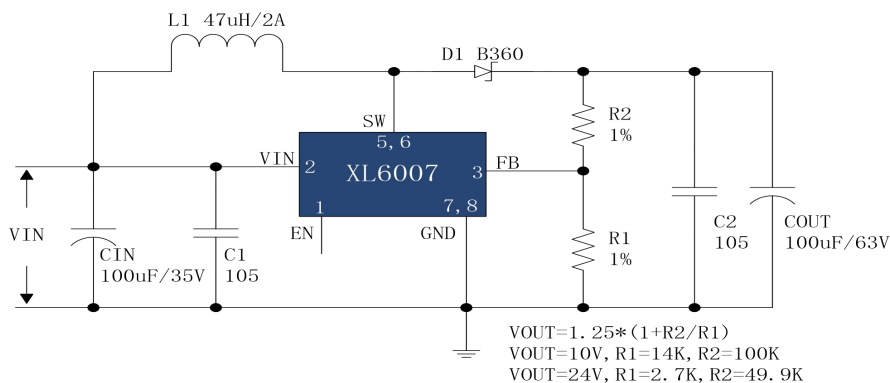 L1 47uH/2A
D1 B360
SW
5,6
R2
1%
VIN
2
XL6007
3
FB
1
7,8
EN
GND
VIN
CIN
100uF/35V
C1
105
R1
1%
C2
105
COUT
100uF/63V
VOUT=1.25*(1+R2/R1)
VOUT=10V,R1=14K,R2=100K
VOUT=24V,R1=2.7K,R2=49.9K